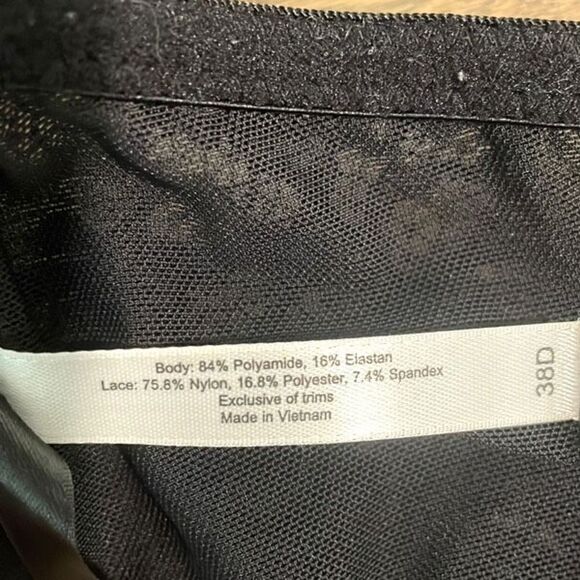 Body: 84% Polyamide, 16% Elastan
Lace: 75.8% Nylon, 16.8% Polyester, 7.4% Spandex
Exclusive of trims
Made in Vietnam
38D